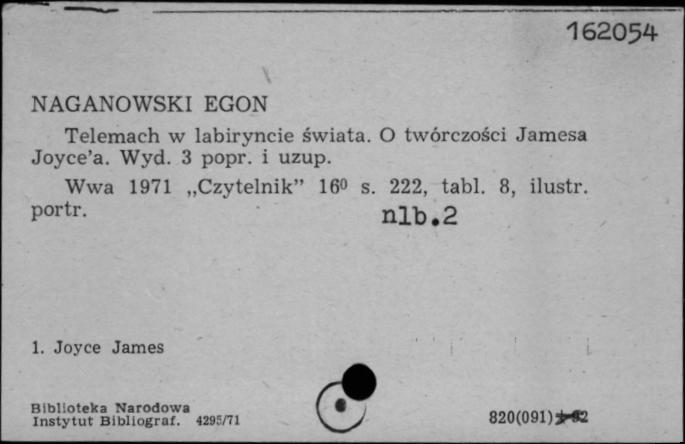 162054
NAGANOWSKI EGON
Telemach w labiryncie świata. O twórczości Jamesa
Joyce'a. Wyd. 3 popr. i uzup.
Wwa 1971 „Czytelnik” 16⁰ s. 222, tabl. 8, ilustr.
portr.
nlb.2
1. Joyce James
Biblioteka Narodowa
Instytut Bibliograf. 4295/71
820(091)